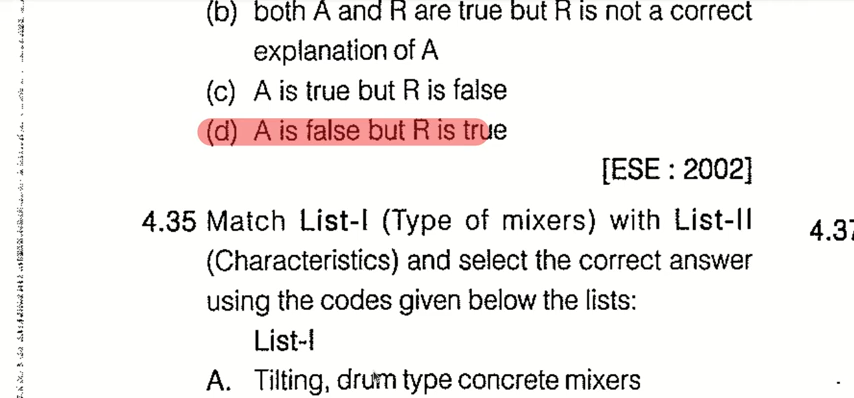 (b) both A and R are true but R is not a correct
explanation of A
(c) A is true but R is false
(d) A is false but R is true
[ESE : 2002]
4.35 Match List-I (Type of mixers) with List-II
(Characteristics) and select the correct answer
using the codes given below the lists:
List-I
A. Tilting, drum type concrete mixers
4.37